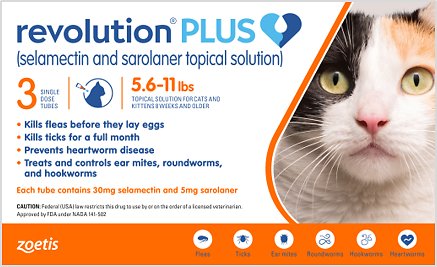 revolution® PLUS
(selamectin and sarolaner topical solution)
3 SINGLE DOSE TUBES
5.6-11 lbs
TOPICAL SOLUTION FOR CATS AND
KITTENS 8 WEEKS AND OLDER
• Kills fleas before they lay eggs
• Kills ticks for a full month
• Prevents heartworm disease
• Treats and controls ear mites, roundworms,
and hookworms
Each tube contains 30mg selamectin and 5mg sarolaner
CAUTION: Federal (USA) law restricts this drug to use by or on the order of a licensed veterinarian.
Approved by FDA under NADA 141-502
zoetis
Fleas Ticks Ear mites Roundworms Hookworms Heartworms